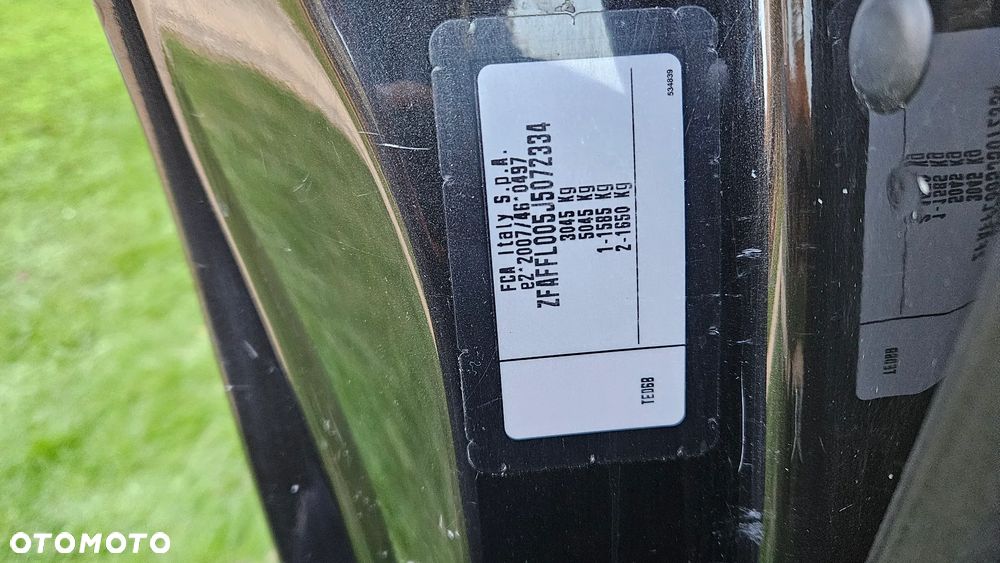 FCA Italy S.p.A.
e2*2007/46*0497
ZFAFFL005J5072334
3045 Kg
5045 Kg
1-1585 Kg
2-1650 Kg
TE06B
534839
OTOMOTO